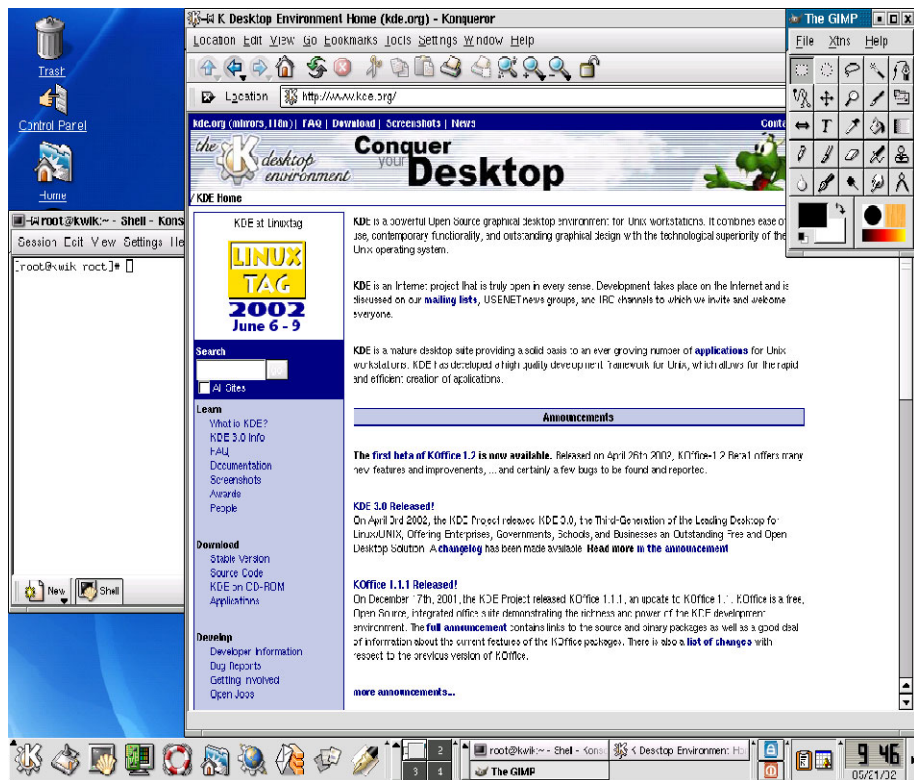 K Desktop Environment Home (kde.org) - Konqueror
Location Edit View Go Bookmarks Tools Settings Window Help
Location http://www.kde.org/
kde.org (mirrors, I18n) | FAQ | Download | Screenshots | News
the K desktop environment
Conquer your Desktop
/ KDE Home
The GIMP
File Xtns Help
Trash
Control Panel
Home
root@kwik:~ - Shell - Kons
Session Edit View Settings He
[root@kwik root]#
New Shell
KDE at Linuxtag
LINUX
TAG
2002
June 6 - 9
Search
All Sites
Learn
What is KDE?
KDE 3.0 Info
FAQ
Documentation
Screenshots
Awards
People
Download
Stable Version
Source Code
KDE on CD-ROM
Applications
Develop
Developer Information
Bug Reports
Getting Involved
Open Jobs
KDE is a powerful Open Source graphical desktop environment for Unix workstations. It combines ease of
use, contemporary functionality, and outstanding graphical design with the technological superiority of the
Unix operating system.
KDE is an Internet project that is truly open in every sense. Development takes place on the Internet and is
discussed on our mailing lists, USENET news groups, and IRC channels to which we invite and welcome
everyone.
KDE is a mature desktop suite providing a solid basis to an ever growing number of applications for Unix
workstations. KDE has developed a high quality development framework for Unix, which allows for the rapid
and efficient creation of applications.
Announcements
The first beta of KOffice 1.2 is now available. Released on April 26th 2002, KOffice-1.2 Beta1 offers many
new features and improvements, ... and certainly a few bugs to be found and reported.
KDE 3.0 Released!
On April 3rd 2002, the KDE Project released KDE 3.0, the Third-Generation of the Leading Desktop for
Linux/UNIX, Offering Enterprises, Governments, Schools, and Businesses an Outstanding Free and Open
Desktop Solution. A changelog has been made available. Read more in the announcement
KOffice 1.1.1 Released!
On December 17th, 2001, the KDE Project released KOffice 1.1.1, an update to KOffice 1.1. KOffice is a free,
Open Source, integrated office suite demonstrating the richness and power of the KDE development
environment. The full announcement contains links to the source and binary packages as well as a good deal
of information about the current features of the KOffice packages. There is also a list of changes with
respect to the previous version of KOffice.
more announcements...
2
3 4
root@kwik:~ - Shell - Konso
K Desktop Environment Ho
The GIMP
9 46
05/21/02